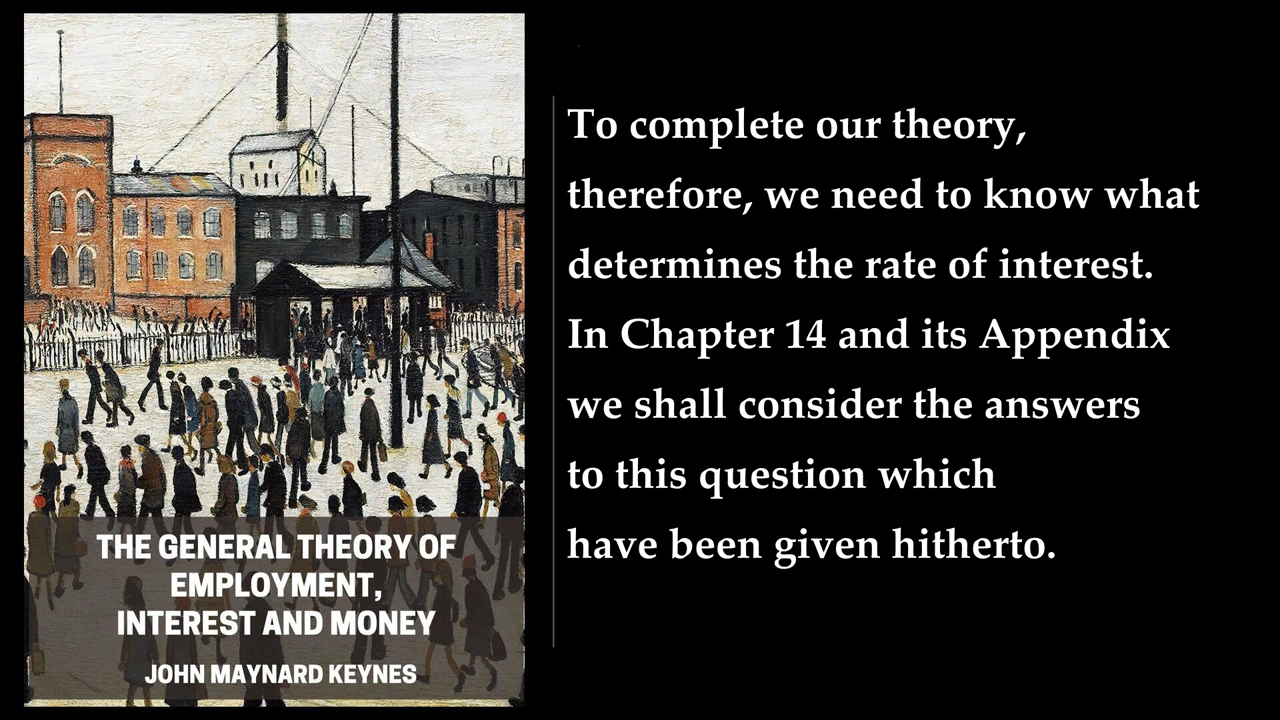 THE GENERAL THEORY OF
EMPLOYMENT,
INTEREST AND MONEY
JOHN MAYNARD KEYNES
To complete our theory,
therefore, we need to know what
determines the rate of interest.
In Chapter 14 and its Appendix
we shall consider the answers
to this question which
have been given hitherto.